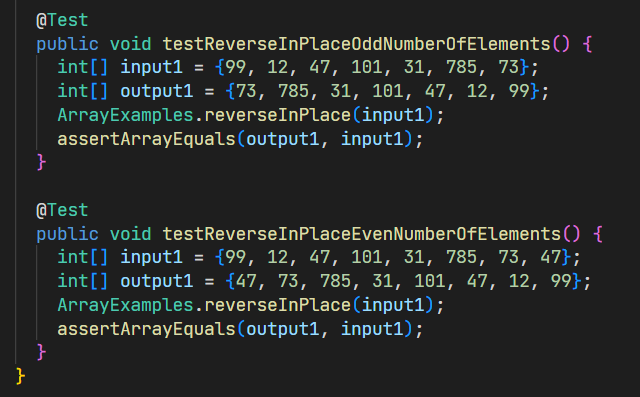 @Test
public void testReverseInPlaceOddNumberOfElements() {
int[] input1 = {99, 12, 47, 101, 31, 785, 73};
int[] output1 = {73, 785, 31, 101, 47, 12, 99};
ArrayExamples.reverseInPlace(input1);
assertArrayEquals(output1, input1);
}
@Test
public void testReverseInPlaceEvenNumberOfElements() {
int[] input1 = {99, 12, 47, 101, 31, 785, 73, 47};
int[] output1 = {47, 73, 785, 31, 101, 47, 12, 99};
ArrayExamples.reverseInPlace(input1);
assertArrayEquals(output1, input1);
}
}